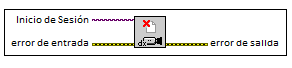 Inicio de Sesión
error de entrada
error de salida